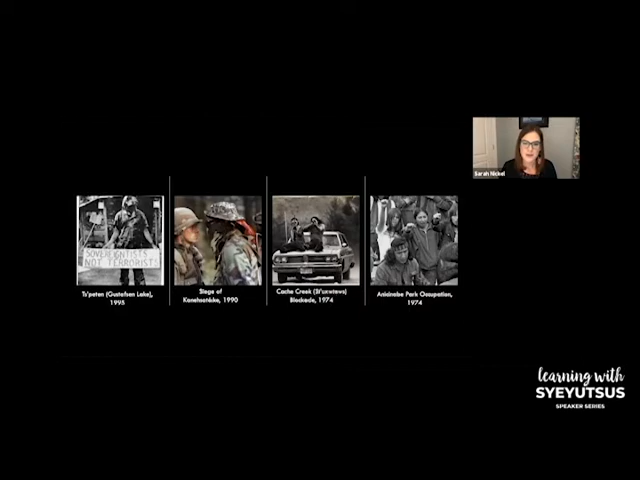 Sarah Nickel
SOVEREIGNTISTS
NOT TERRORISTS
Ts'peten (Gustafsen Lake),
1995
Siege of
Kanehsatà:ke, 1990
Cache Creek
Blockade, 1974
Anicinabe Park Occupation,
1974
learning with
SYEYUTSUS
SPEAKER SERIES